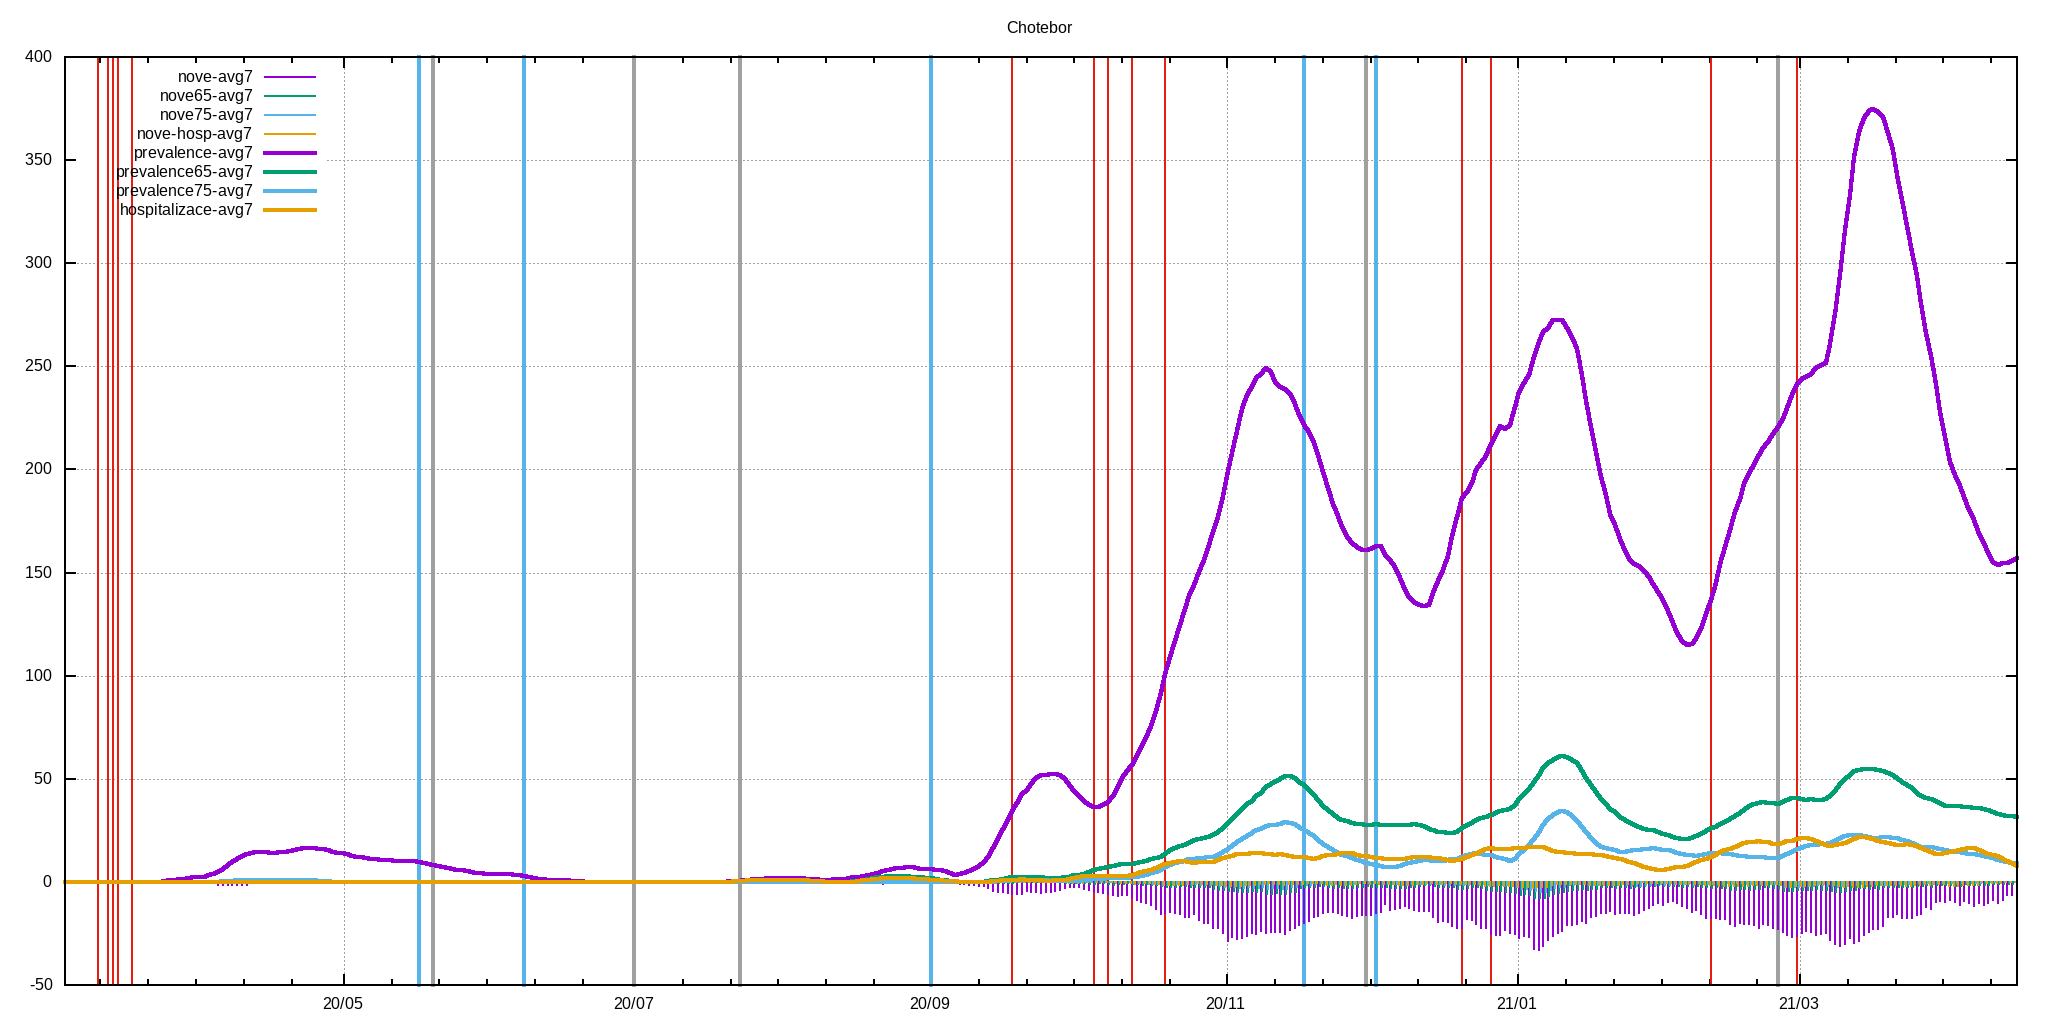 Chotebor
400
350
300
250
200
150
100
50
0
-50
nove-avg7
nove65-avg7
nove75-avg7
nove-hosp-avg7
prevalence-avg7
prevalence65-avg7
prevalence75-avg7
hospitalizace-avg7
20/05 20/07 20/09 20/11 21/01 21/03